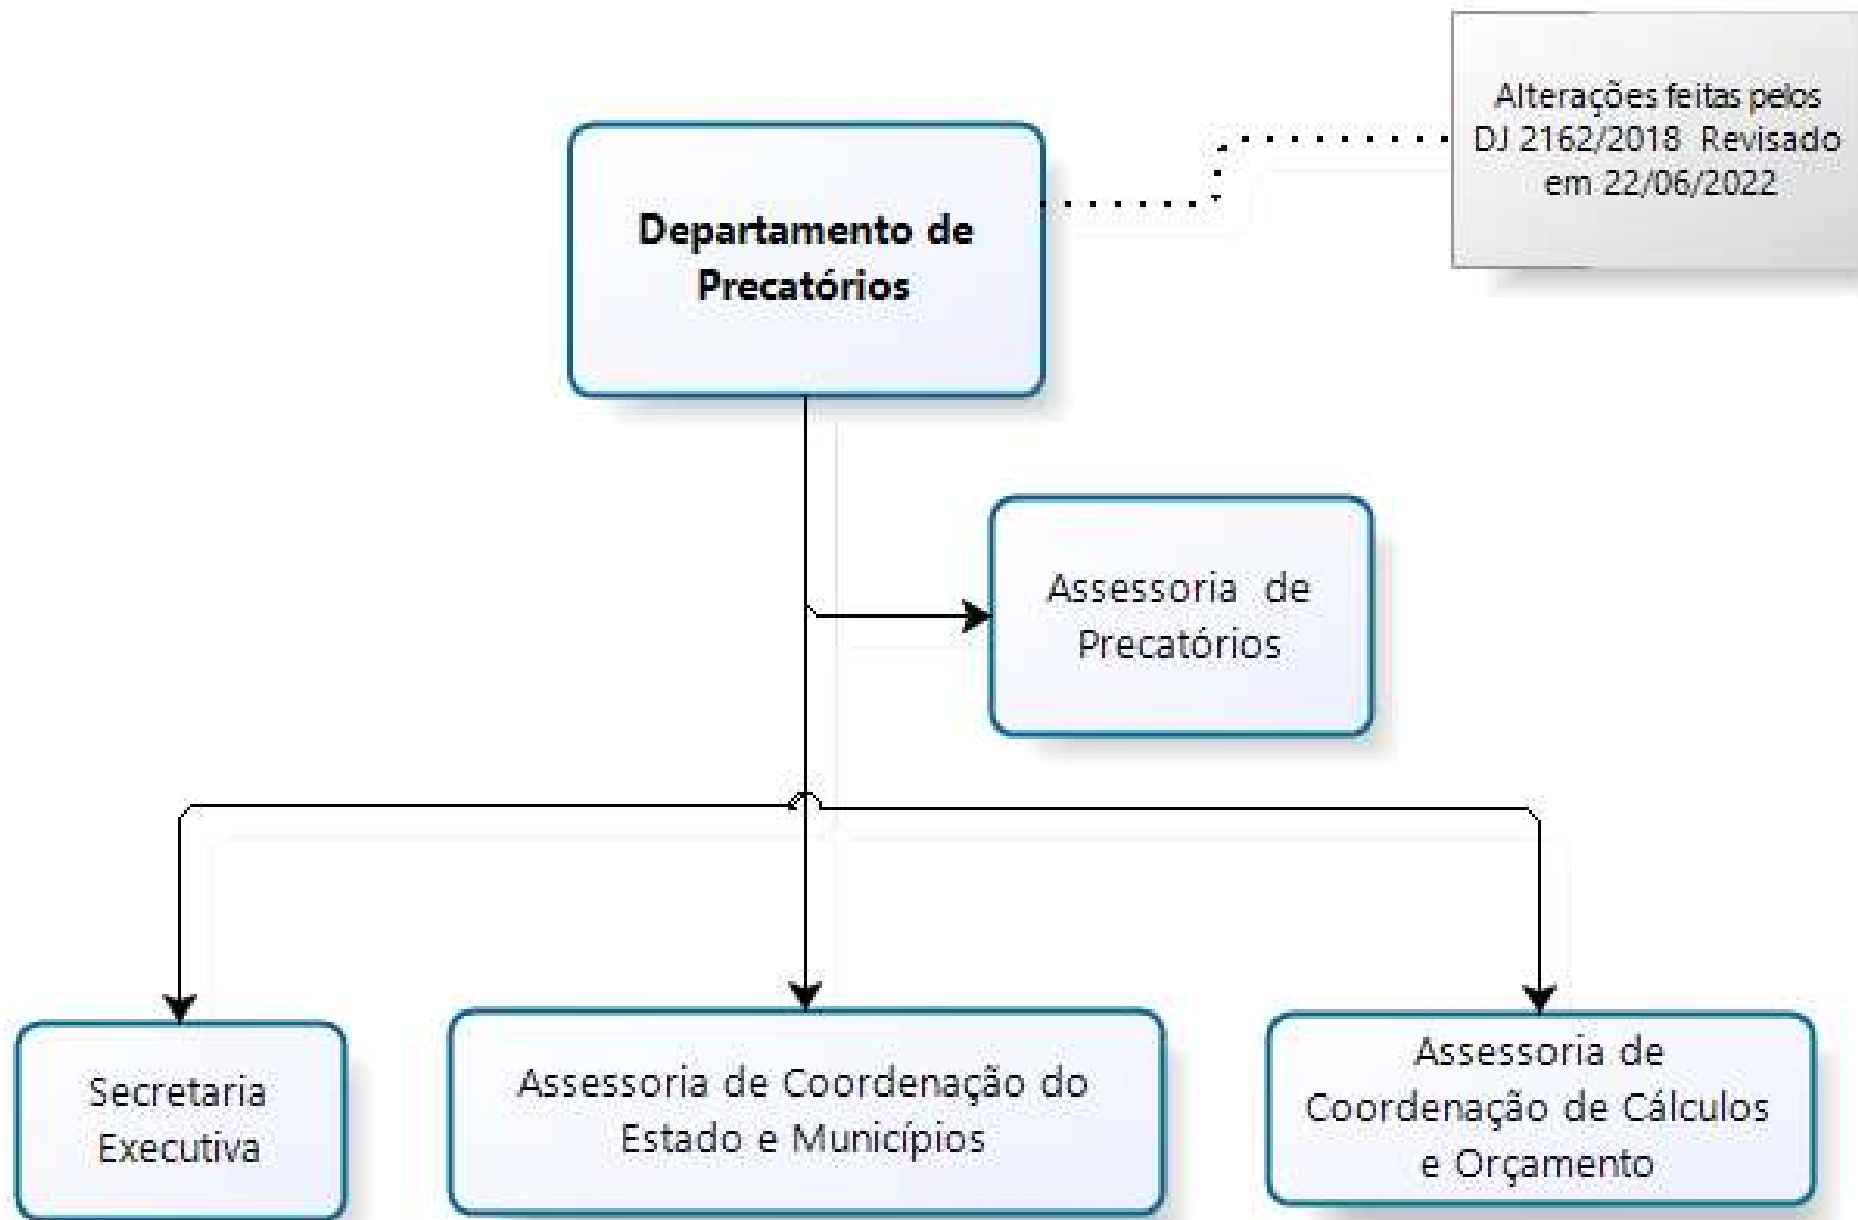 Alterações feitas pelos
DJ 2162/2018 Revisado
em 22/06/2022
Departamento de
Precatórios
Assessoria de
Precatórios
Secretaria
Executiva
Assessoria de Coordenação do
Estado e Municípios
Assessoria de
Coordenação de Cálculos
e Orçamento